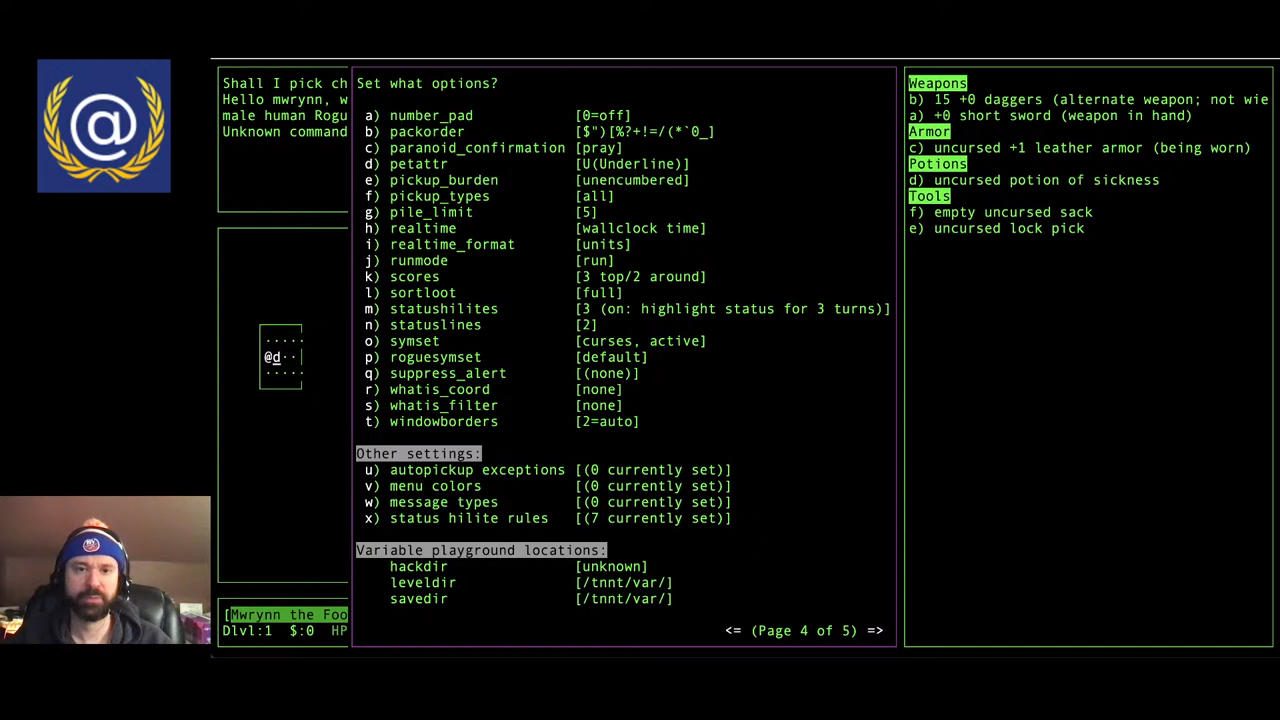 @
Shall I pick ch
Hello mwrynn, w
male human Rogu
Unknown command
@d··
[Mwrynn the Foo
Dlvl:1 $:0 HP
Set what options?
a) number_pad [0=off]
b) packorder [$")[%?+!=/(*`0_]
c) paranoid_confirmation [pray]
d) petattr [U(Underline)]
e) pickup_burden [unencumbered]
f) pickup_types [all]
g) pile_limit [5]
h) realtime [wallclock time]
i) realtime_format [units]
j) runmode [run]
k) scores [3 top/2 around]
l) sortloot [full]
m) statushilites [3 (on: highlight status for 3 turns)]
n) statuslines [2]
o) symset [curses, active]
p) roguesymset [default]
q) suppress_alert [(none)]
r) whatis_coord [none]
s) whatis_filter [none]
t) windowborders [2=auto]
Other settings:
u) autopickup exceptions [(0 currently set)]
v) menu colors [(0 currently set)]
w) message types [(0 currently set)]
x) status hilite rules [(7 currently set)]
Variable playground locations:
hackdir [unknown]
leveldir [/tnnt/var/]
savedir [/tnnt/var/]
<= (Page 4 of 5) =>
Weapons
b) 15 +0 daggers (alternate weapon; not wie
a) +0 short sword (weapon in hand)
Armor
c) uncursed +1 leather armor (being worn)
Potions
d) uncursed potion of sickness
Tools
f) empty uncursed sack
e) uncursed lock pick